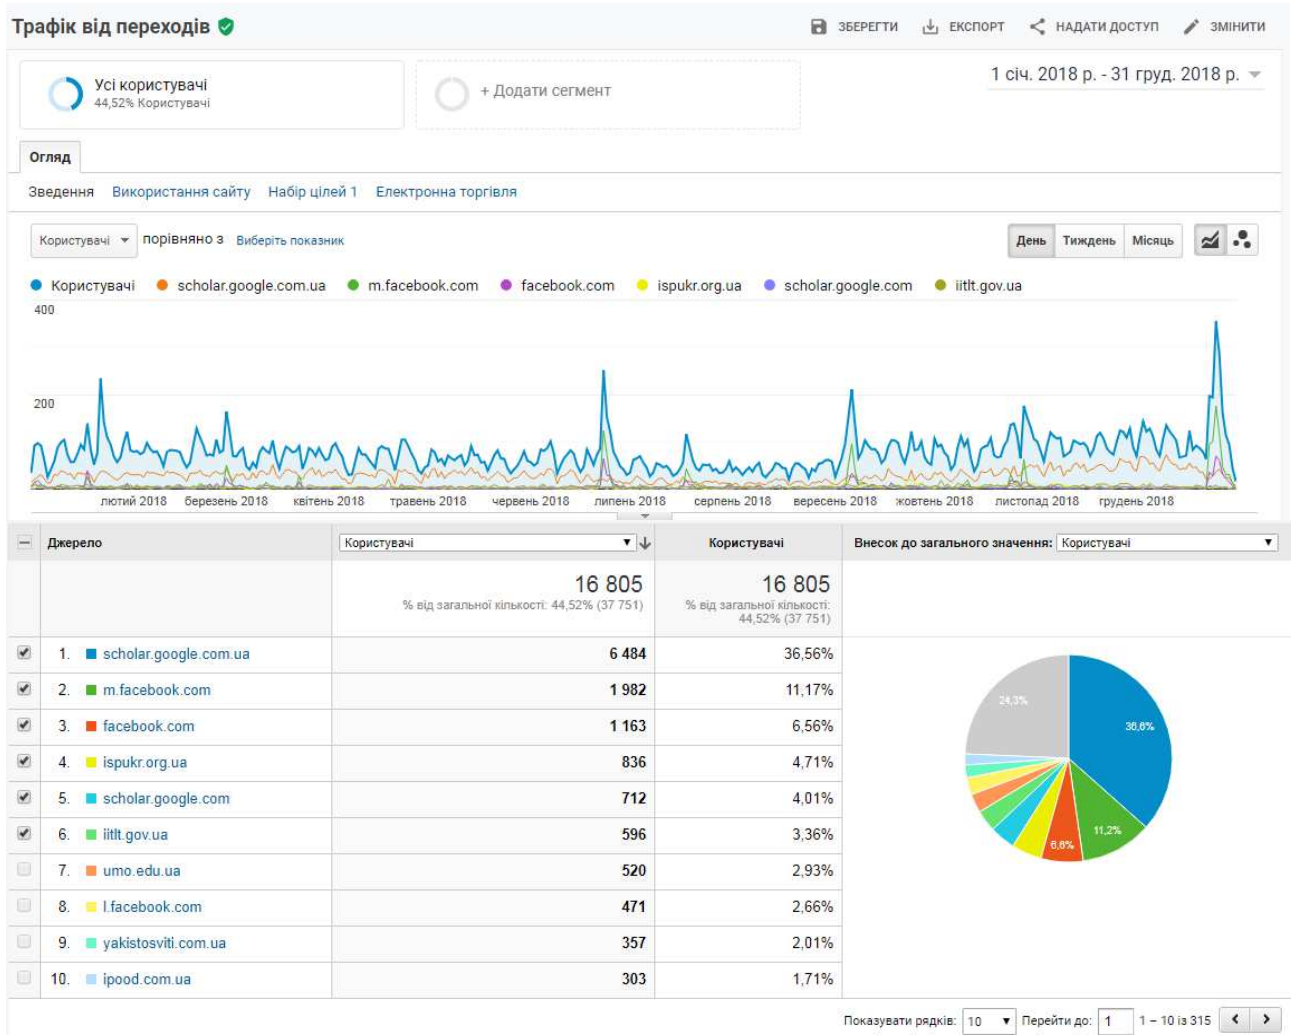 Трафік від переходів
ЗБЕРЕГТИ
ЕКСПОРТ
НАДАТИ ДОСТУП
ЗМІНИТИ
Усі користувачі
44,52% Користувачі
+ Додати сегмент
1 січ. 2018 р. - 31 груд. 2018 р.
Огляд
Зведення Використання сайту Набір цілей 1 Електронна торгівля
Користувачі порівняно з Виберіть показник
День Тиждень Місяць
Користувачі scholar.google.com.ua m.facebook.com facebook.com ispukr.org.ua scholar.google.com iitlt.gov.ua
400
200
лютий 2018 березень 2018 квітень 2018 травень 2018 червень 2018 липень 2018 серпень 2018 вересень 2018 жовтень 2018 листопад 2018 грудень 2018
Джерело Користувачі Користувачі Внесок до загального значення: Користувачі
16 805 16 805
% від загальної кількості: 44,52% (37 751) % від загальної кількості:
44,52% (37 751)
1. scholar.google.com.ua 6 484 36,56%
2. m.facebook.com 1 982 11,17%
3. facebook.com 1 163 6,56%
4. ispukr.org.ua 836 4,71%
5. scholar.google.com 712 4,01%
6. iitlt.gov.ua 596 3,36%
7. umo.edu.ua 520 2,93%
8. l.facebook.com 471 2,66%
9. yakistosviti.com.ua 357 2,01%
10. ipood.com.ua 303 1,71%
24,3%
36,6%
11,2%
6,6%
Показувати рядків: 10 Перейти до: 1 1 – 10 із 315